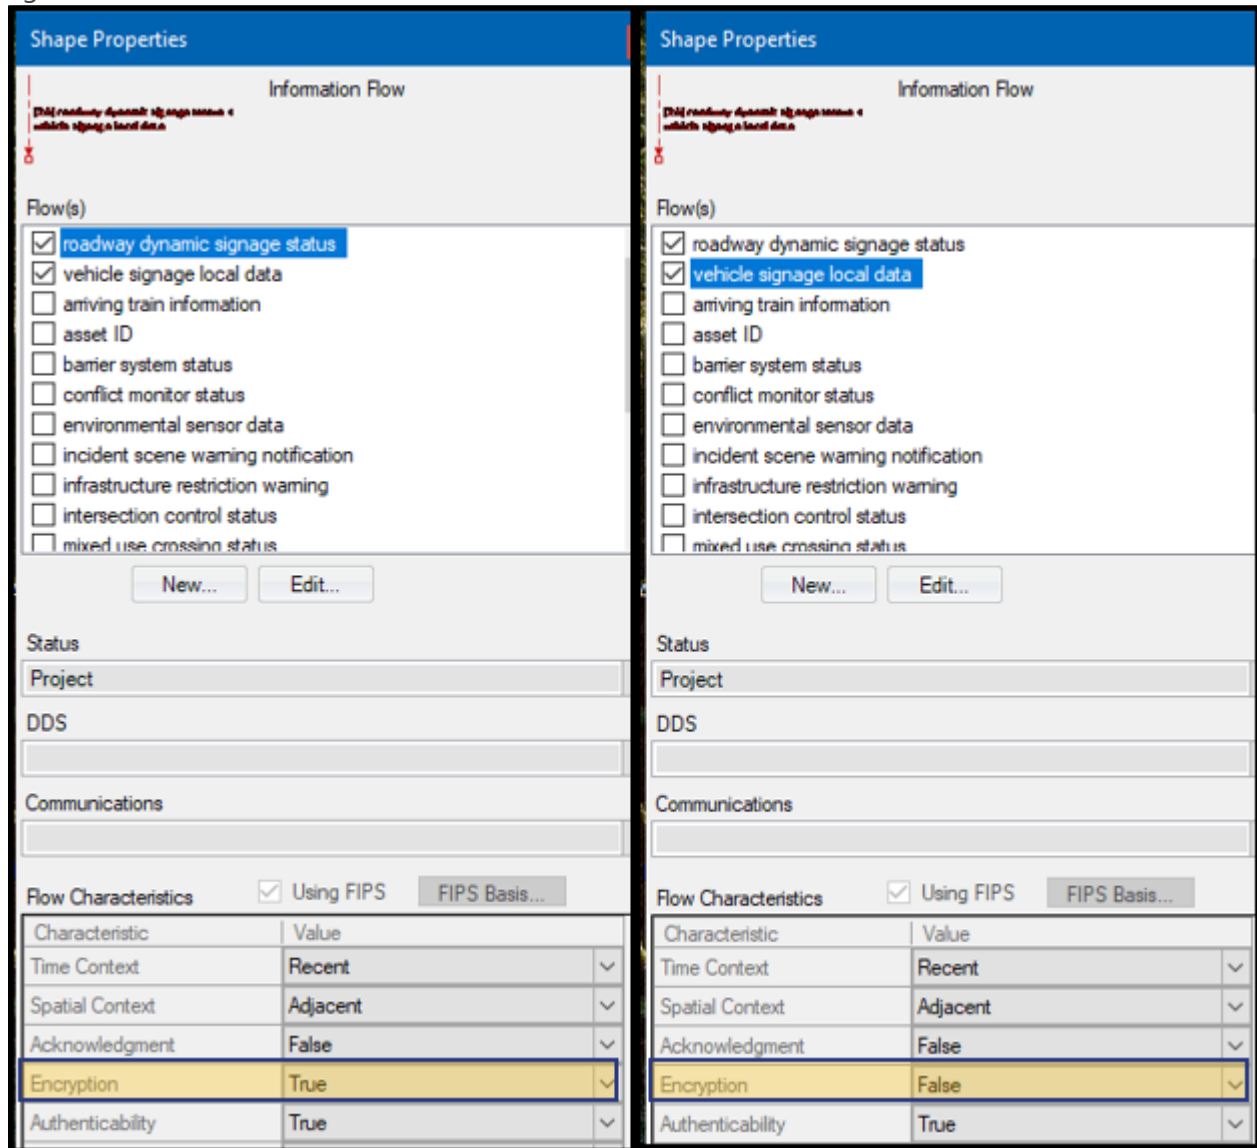 Shape Properties
Information Flow
Flow(s)
roadway dynamic signage status
vehicle signage local data
arriving train information
asset ID
barrier system status
conflict monitor status
environmental sensor data
incident scene warning notification
infrastructure restriction warning
intersection control status
mixed use crossing status
New... Edit...
Status
Project
DDS
Communications
Flow Characteristics Using FIPS FIPS Basis...
Characteristic Value
Time Context Recent
Spatial Context Adjacent
Acknowledgment False
Encryption True
Authenticability True
Shape Properties
Information Flow
Flow(s)
roadway dynamic signage status
vehicle signage local data
arriving train information
asset ID
barrier system status
conflict monitor status
environmental sensor data
incident scene warning notification
infrastructure restriction warning
intersection control status
mixed use crossing status
New... Edit...
Status
Project
DDS
Communications
Flow Characteristics Using FIPS FIPS Basis...
Characteristic Value
Time Context Recent
Spatial Context Adjacent
Acknowledgment False
Encryption False
Authenticability True